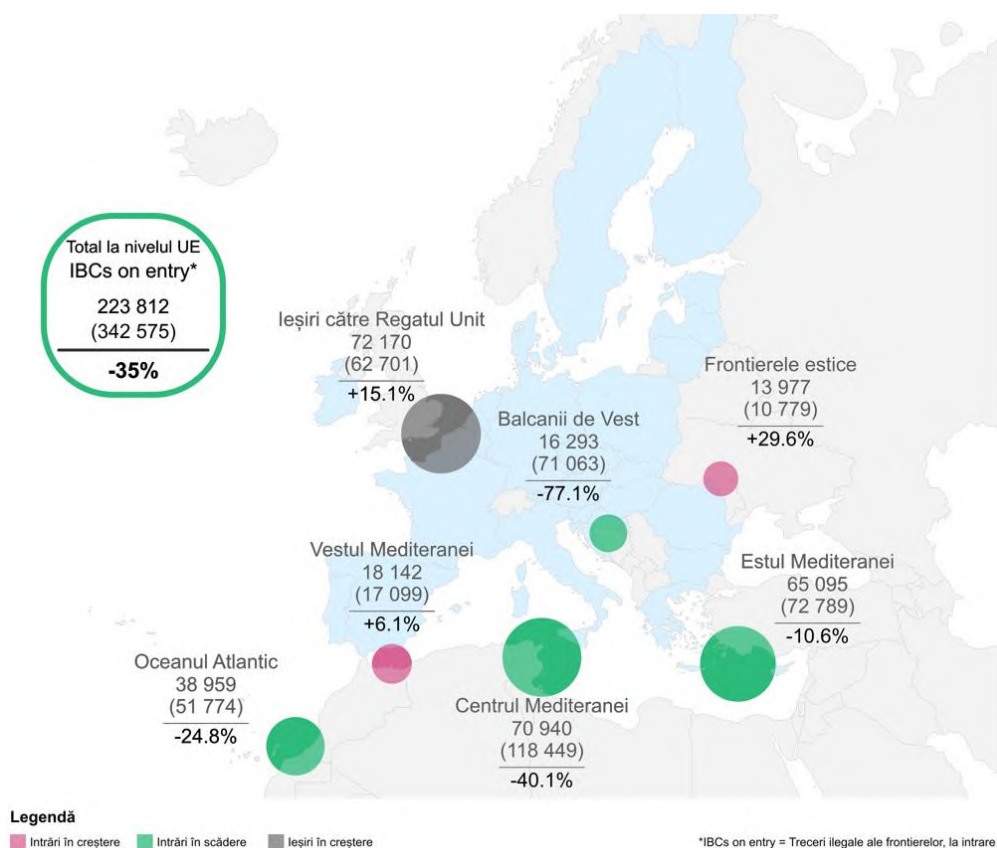 Total la nivelul UE
IBCs on entry*
223 812
(342 575)
-35%
Ieșiri către Regatul Unit
72 170
(62 701)
+15.1%
Frontierele estice
13 977
(10 779)
+29.6%
Balcanii de Vest
16 293
(71 063)
-77.1%
Vestul Mediteranei
18 142
(17 099)
+6.1%
Estul Mediteranei
65 095
(72 789)
-10.6%
Oceanul Atlantic
38 959
(51 774)
-24.8%
Centrul Mediteranei
70 940
(118 449)
-40.1%
Legendă
Intrări în creștere
Intrări în scădere
Ieșiri în creștere
*IBCs on entry = Treceri ilegale ale frontierelor, la intrare